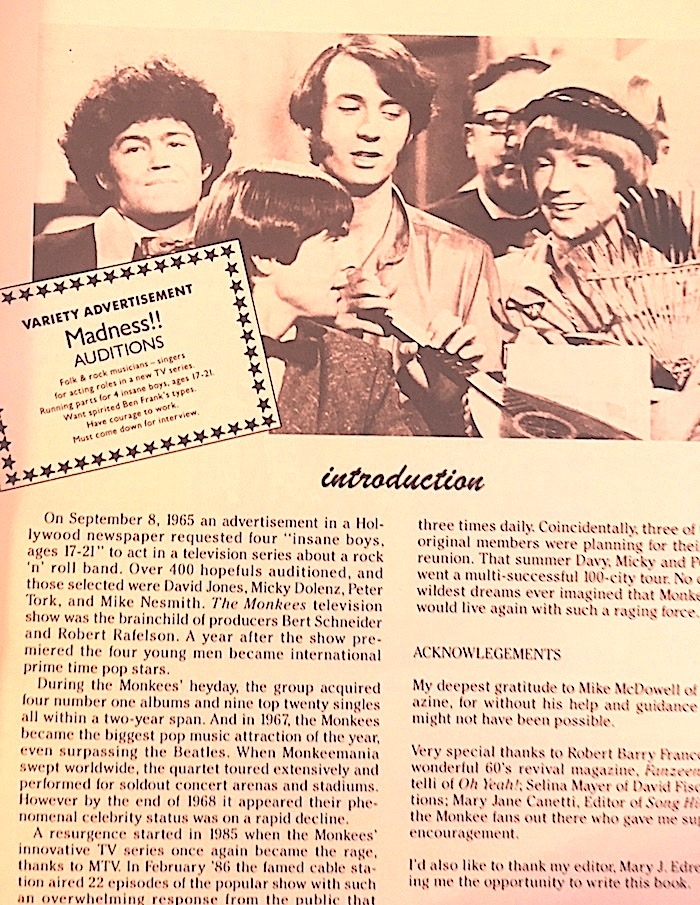 VARIETY ADVERTISEMENT
Madness!!
AUDITIONS
Folk & rock musicians – singers
for acting roles in a new TV series.
Running parts for 4 insane boys, ages 17-21.
Want spirited Ben Frank's types.
Have courage to work.
Must come down for interview.
introduction
On September 8, 1965 an advertisement in a Hol-
lywood newspaper requested four "insane boys,
ages 17-21" to act in a television series about a rock
'n' roll band. Over 400 hopefuls auditioned, and
those selected were David Jones, Micky Dolenz, Peter
Tork, and Mike Nesmith. The Monkees television
show was the brainchild of producers Bert Schneider
and Robert Rafelson. A year after the show pre-
miered the four young men became international
prime time pop stars.
During the Monkees' heyday, the group acquired
four number one albums and nine top twenty singles
all within a two-year span. And in 1967, the Monkees
became the biggest pop music attraction of the year,
even surpassing the Beatles. When Monkeemania
swept worldwide, the quartet toured extensively and
performed for soldout concert arenas and stadiums.
However by the end of 1968 it appeared their phe-
nomenal celebrity status was on a rapid decline.
A resurgence started in 1985 when the Monkees'
innovative TV series once again became the rage,
thanks to MTV. In February '86 the famed cable sta-
tion aired 22 episodes of the popular show with such
an overwhelming response from the public that
three times daily. Coincidentally, three of
original members were planning for
reunion. That summer Davy, Micky and
went a multi-successful 100-city tour. No
wildest dreams ever imagined that
would live again with such a raging force.
ACKNOWLEGEMENTS
My deepest gratitude to Mike McDowell of
azine, for without his help and guidance
might not have been possible.
Very special thanks to Robert Barry
wonderful 60's revival magazine,
telli of Oh Yeah!; Selina Mayer of David
tions; Mary Jane Canetti, Editor of Song
the Monkee fans out there who gave me
encouragement.
I'd also like to thank my editor, Mary J.
ing me the opportunity to write this book.